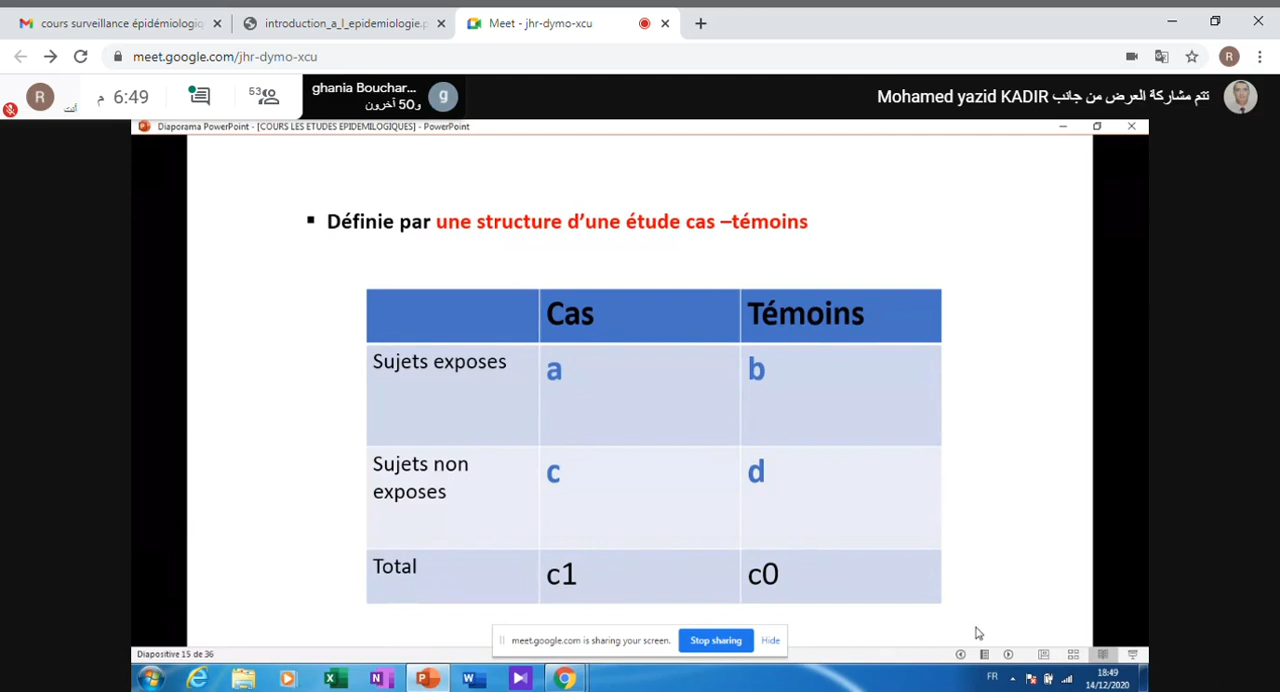 cours surveillance épidémiologiq
introduction_a_l_epidemiologie.p
Meet - jhr-dymo-xcu
meet.google.com/jhr-dymo-xcu
R
R
أنت
6:49 م
53
ghania Bouchar...
و50 آخرون
g
تتم مشاركة العرض من جانب Mohamed yazid KADIR
Diaporama PowerPoint - [COURS LES ETUDES EPIDEMILOGIQUES] - PowerPoint
▪ Définie par une structure d’une étude cas –témoins
Cas
Témoins
Sujets exposes
a
b
Sujets non
exposes
c
d
Total
c1
c0
meet.google.com is sharing your screen.
Stop sharing
Hide
Diapositive 15 de 36
FR
18:49
14/12/2020